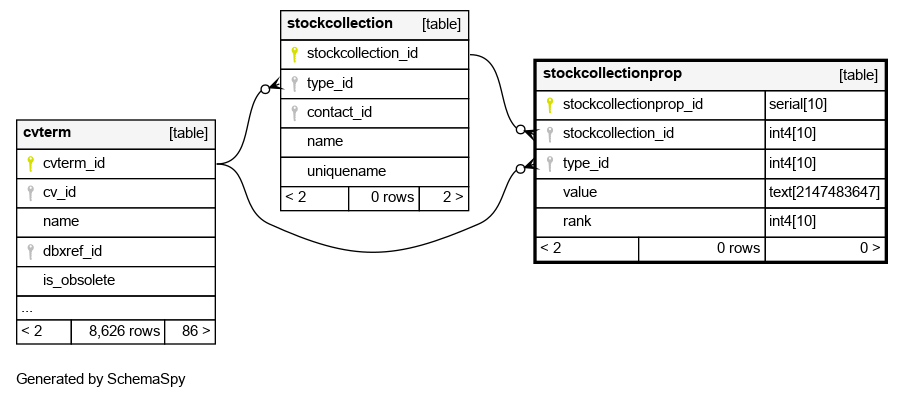 stockcollection [table]
stockcollection_id
type_id
contact_id
name
uniquename
< 2 0 rows 2 >
stockcollectionprop [table]
stockcollectionprop_id serial[10]
stockcollection_id int4[10]
type_id int4[10]
value text[2147483647]
rank int4[10]
< 2 0 rows 0 >
cvterm [table]
cvterm_id
cv_id
name
dbxref_id
is_obsolete
...
< 2 8,626 rows 86 >
Generated by SchemaSpy